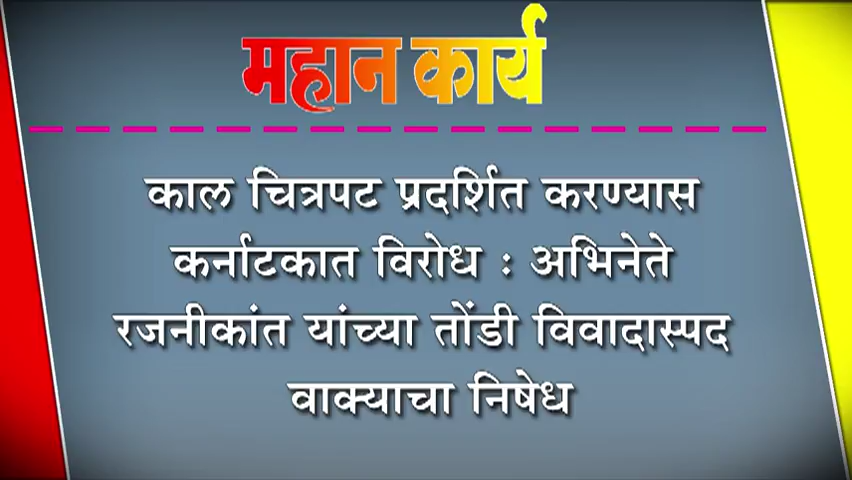 महान कार्य
काल चित्रपट प्रदर्शित करण्यास
कर्नाटकात विरोध : अभिनेते
रजनीकांत यांच्या तोंडी विवादास्पद
वाक्याचा निषेध